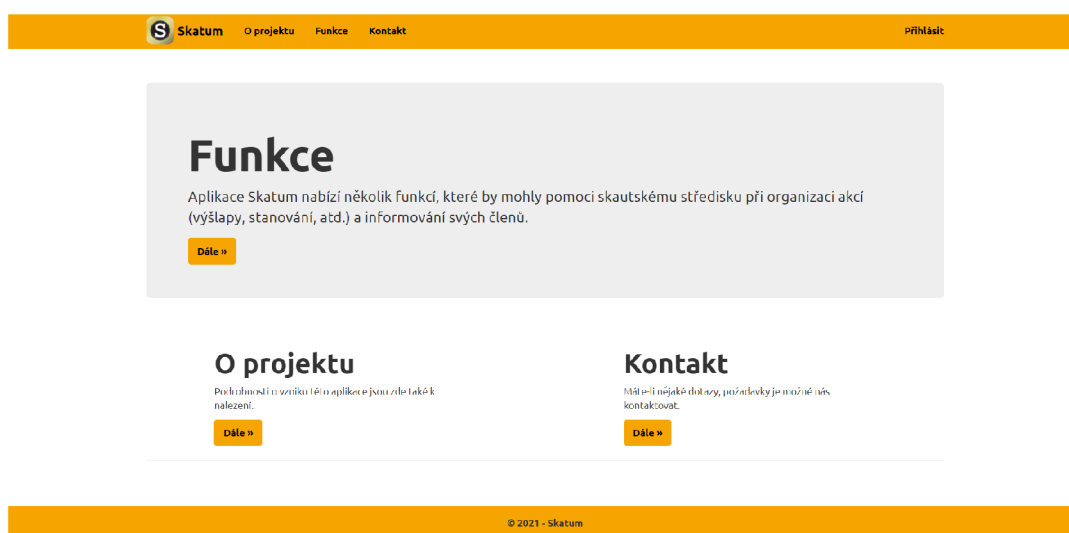 S Skatum O projektu Funkce Kontakt Přihlásit
Funkce
Aplikace Skatum nabízí několik funkcí, které by mohly pomoci skautskému středisku při organizaci akcí
(výšlapy, stanování, atd.) a informování svých členů.
Dále »
O projektu
Podrobnosti o vzniku této aplikace jsou zde také k
nalezení.
Dále »
Kontakt
Máte-li nějaké dotazy, požadavky je možné nás
kontaktovat.
Dále »
© 2021 - Skatum